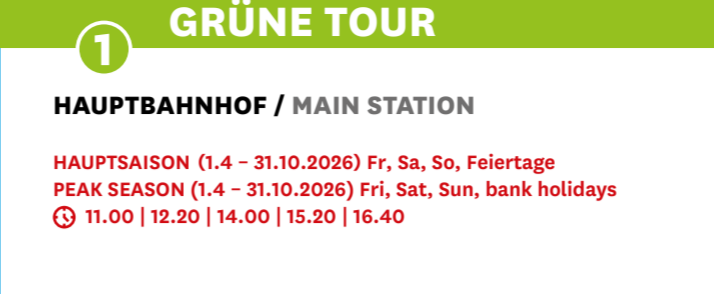 GRÜNE TOUR
1
HAUPTBAHNHOF / MAIN STATION
HAUPTSAISON (1.4 – 31.10.2026) Fr, Sa, So, Feiertage
PEAK SEASON (1.4 – 31.10.2026) Fri, Sat, Sun, bank holidays
11.00 | 12.20 | 14.00 | 15.20 | 16.40